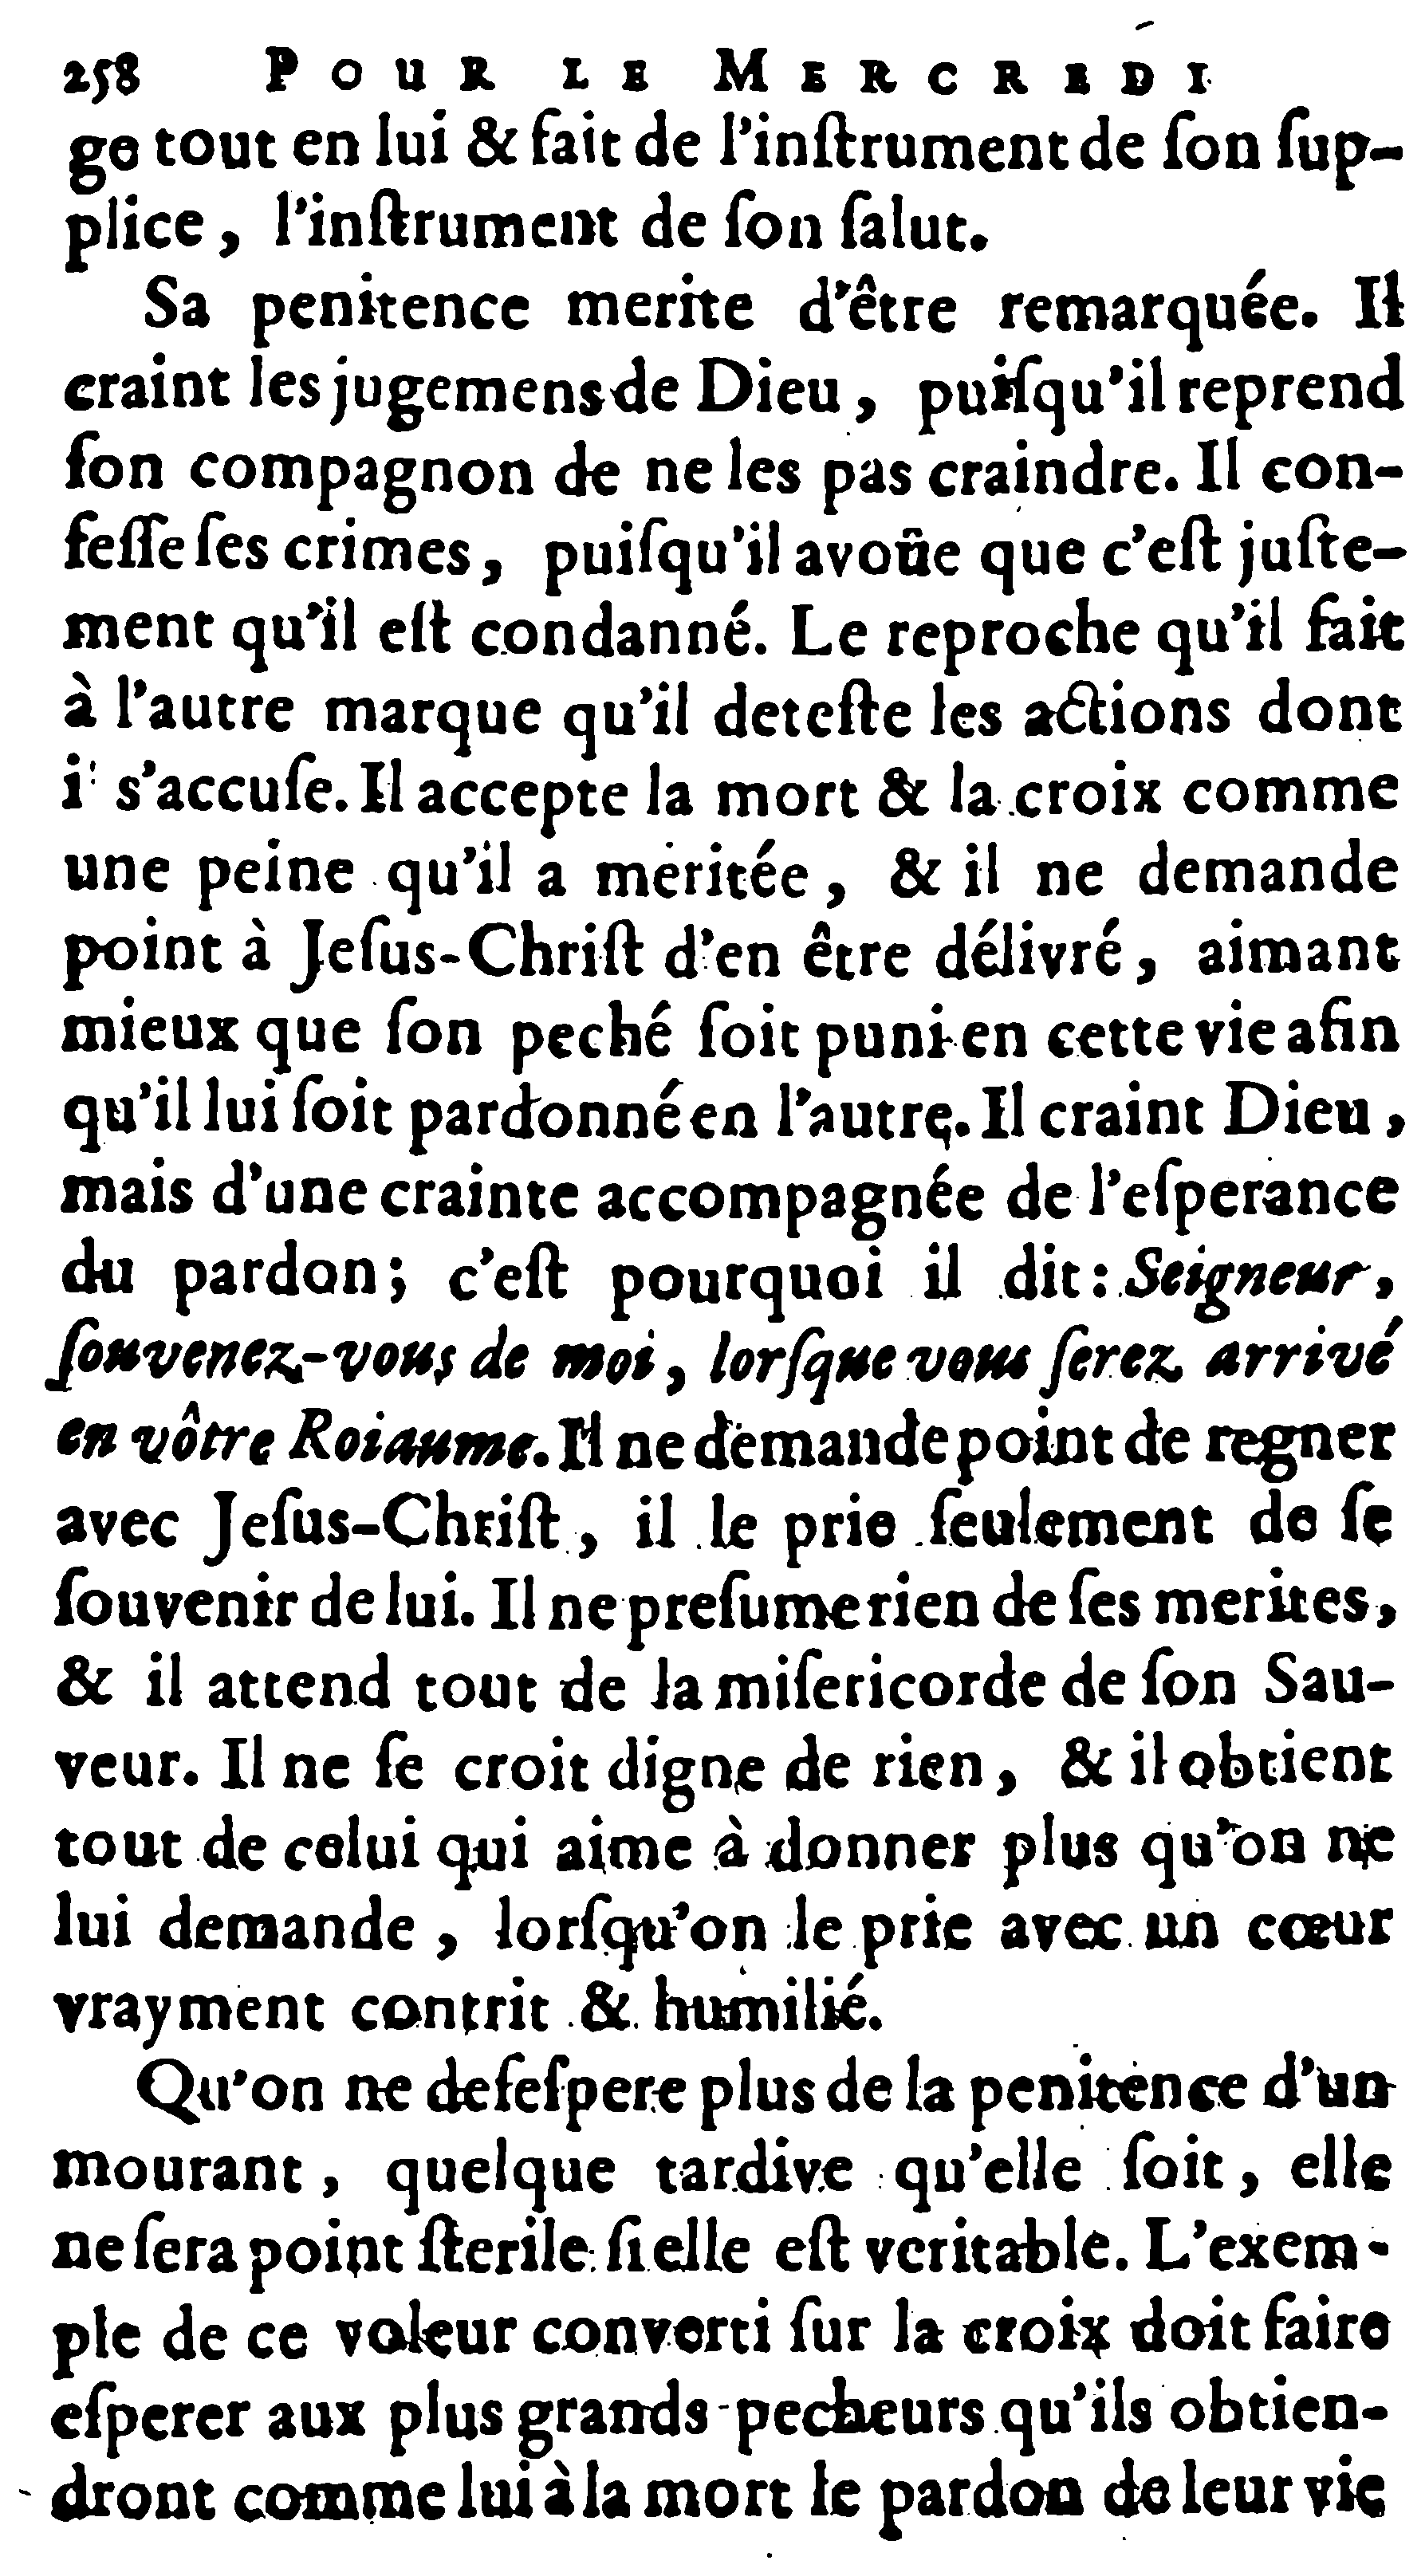 258 POUR LE MERCREDI
ge tout en lui & fait de l'inſtrument de ſon ſup-
plice, l'inſtrument de ſon ſalut.
Sa penitence merite d'être remarquée. Il
craint les jugemens de Dieu, puiſqu'il reprend
ſon compagnon de ne les pas craindre. Il con-
feſſe ſes crimes, puiſqu'il avoüe que c'eſt juſte-
ment qu'il eſt condanné. Le reproche qu'il fait
à l'autre marque qu'il deteſte les actions dont
il s'accuſe. Il accepte la mort & la croix comme
une peine qu'il a meritée, & il ne demande
point à Jeſus-Chriſt d'en être délivré, aimant
mieux que ſon peché ſoit puni en cette vie afin
qu'il lui ſoit pardonné en l'autre. Il craint Dieu,
mais d'une crainte accompagnée de l'eſperance
du pardon; c'eſt pourquoi il dit: Seigneur,
ſouvenez-vous de moi, lorſque vous ſerez arrivé
en vôtre Roiaume. Il ne demande point de regner
avec Jeſus-Chriſt, il le prie ſeulement de ſe
ſouvenir de lui. Il ne preſume rien de ſes merites,
& il attend tout de la miſericorde de ſon Sau-
veur. Il ne ſe croit digne de rien, & il obtient
tout de celui qui aime à donner plus qu'on ne
lui demande, lorſqu'on le prie avec un cœur
vrayment contrit & humilié.
Qu'on ne deſeſpere plus de la penitence d'un
mourant, quelque tardive qu'elle ſoit, elle
ne ſera point ſterile ſi elle eſt veritable. L'exem-
ple de ce voleur converti ſur la croix doit faire
eſperer aux plus grands pecheurs qu'ils obtien-
dront comme lui à la mort le pardon de leur vie